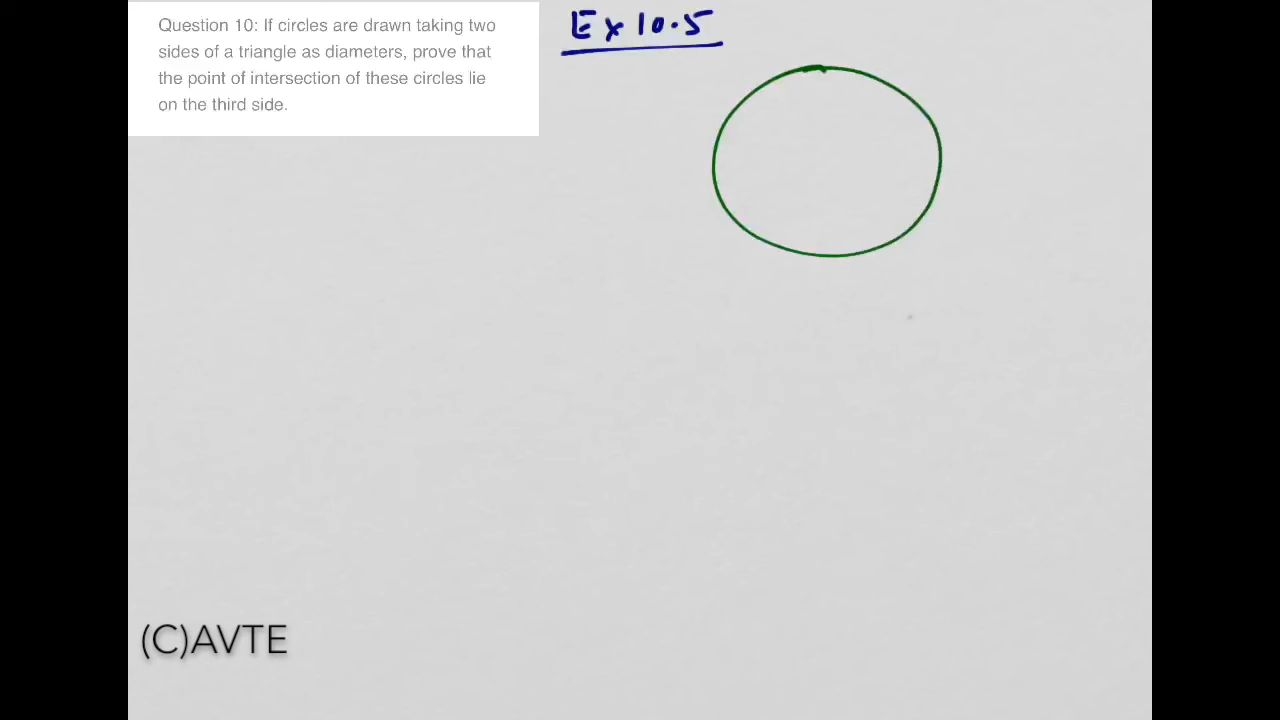 Question 10: If circles are drawn taking two
sides of a triangle as diameters, prove that
the point of intersection of these circles lie
on the third side.
Ex 10.5
(C)AVTE